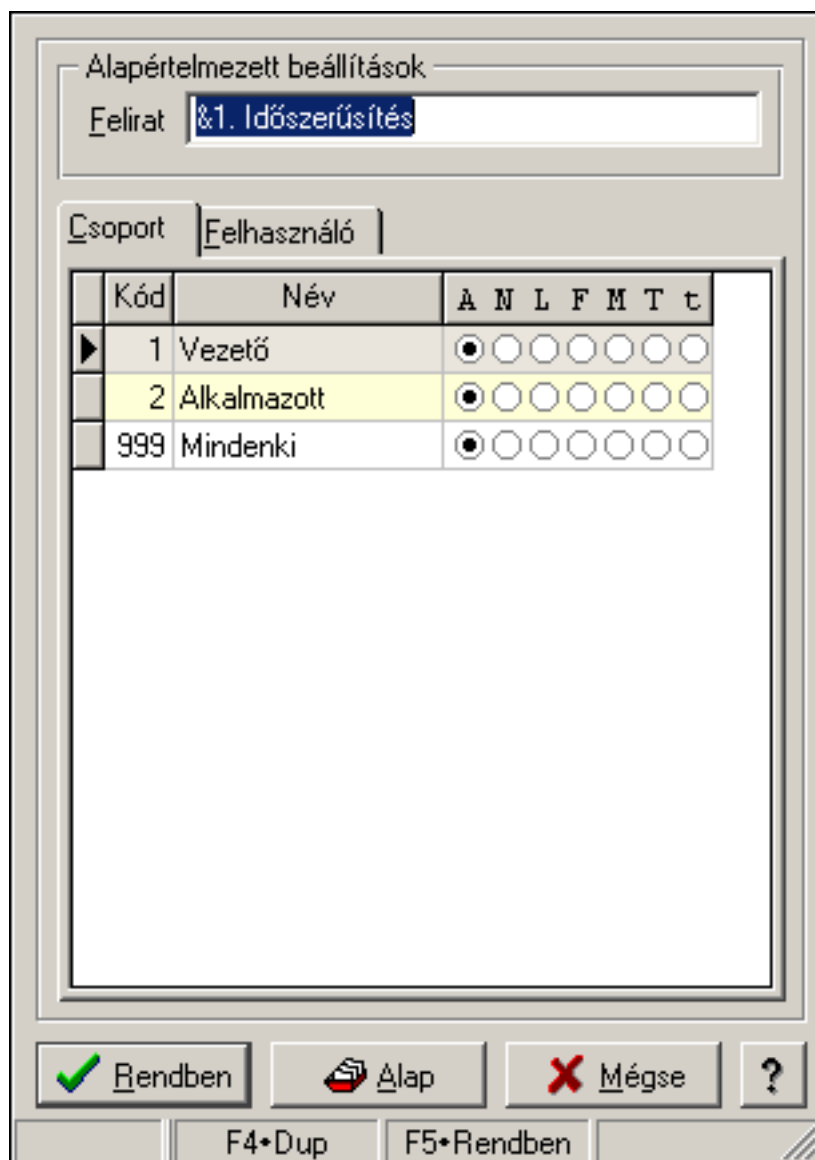 Alapértelmezett beállítások
Felirat &1. Időszerűsítés
Csoport Felhasználó
Kód Név A N L F M T t
1 Vezető
2 Alkalmazott
999 Mindenki
Rendben Alap Mégse ?
F4•Dup F5•Rendben